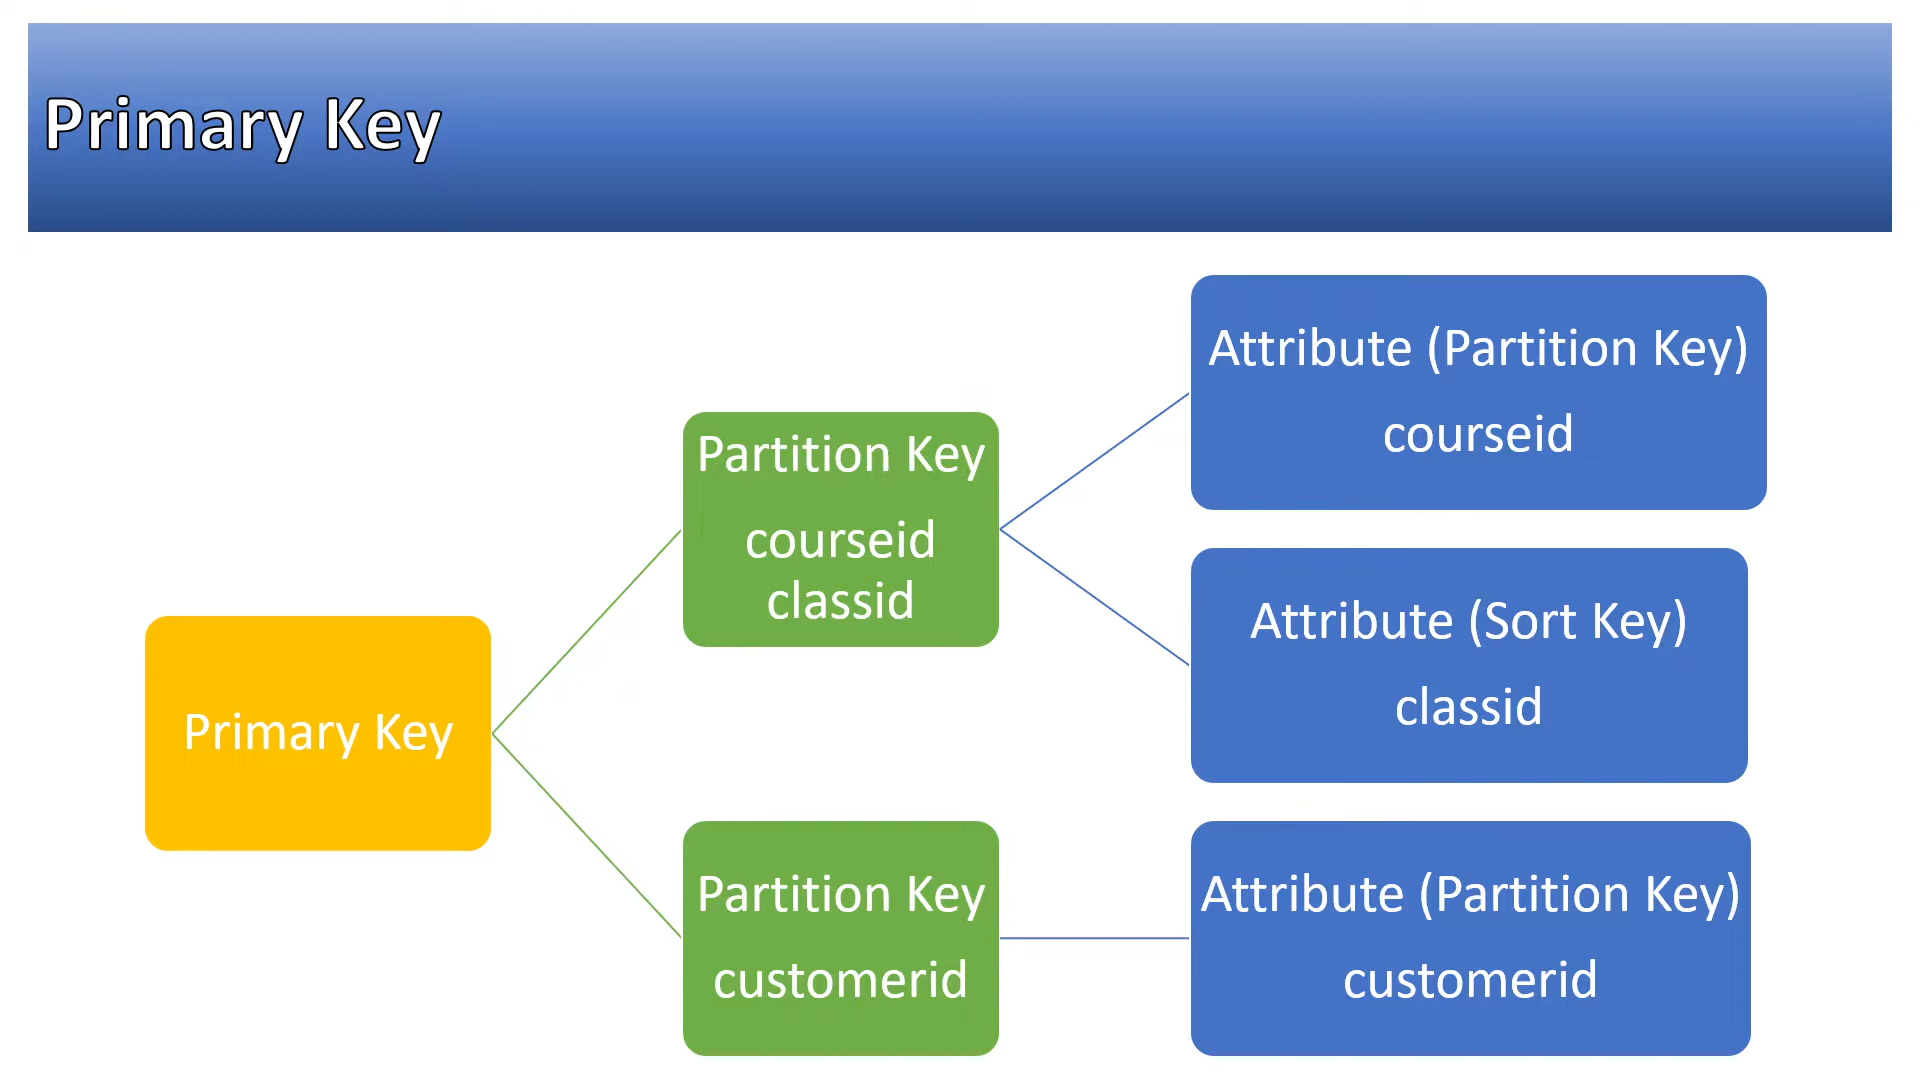 Primary Key
Primary Key
Partition Key
courseid
classid
Partition Key
customerid
Attribute (Partition Key)
courseid
Attribute (Sort Key)
classid
Attribute (Partition Key)
customerid